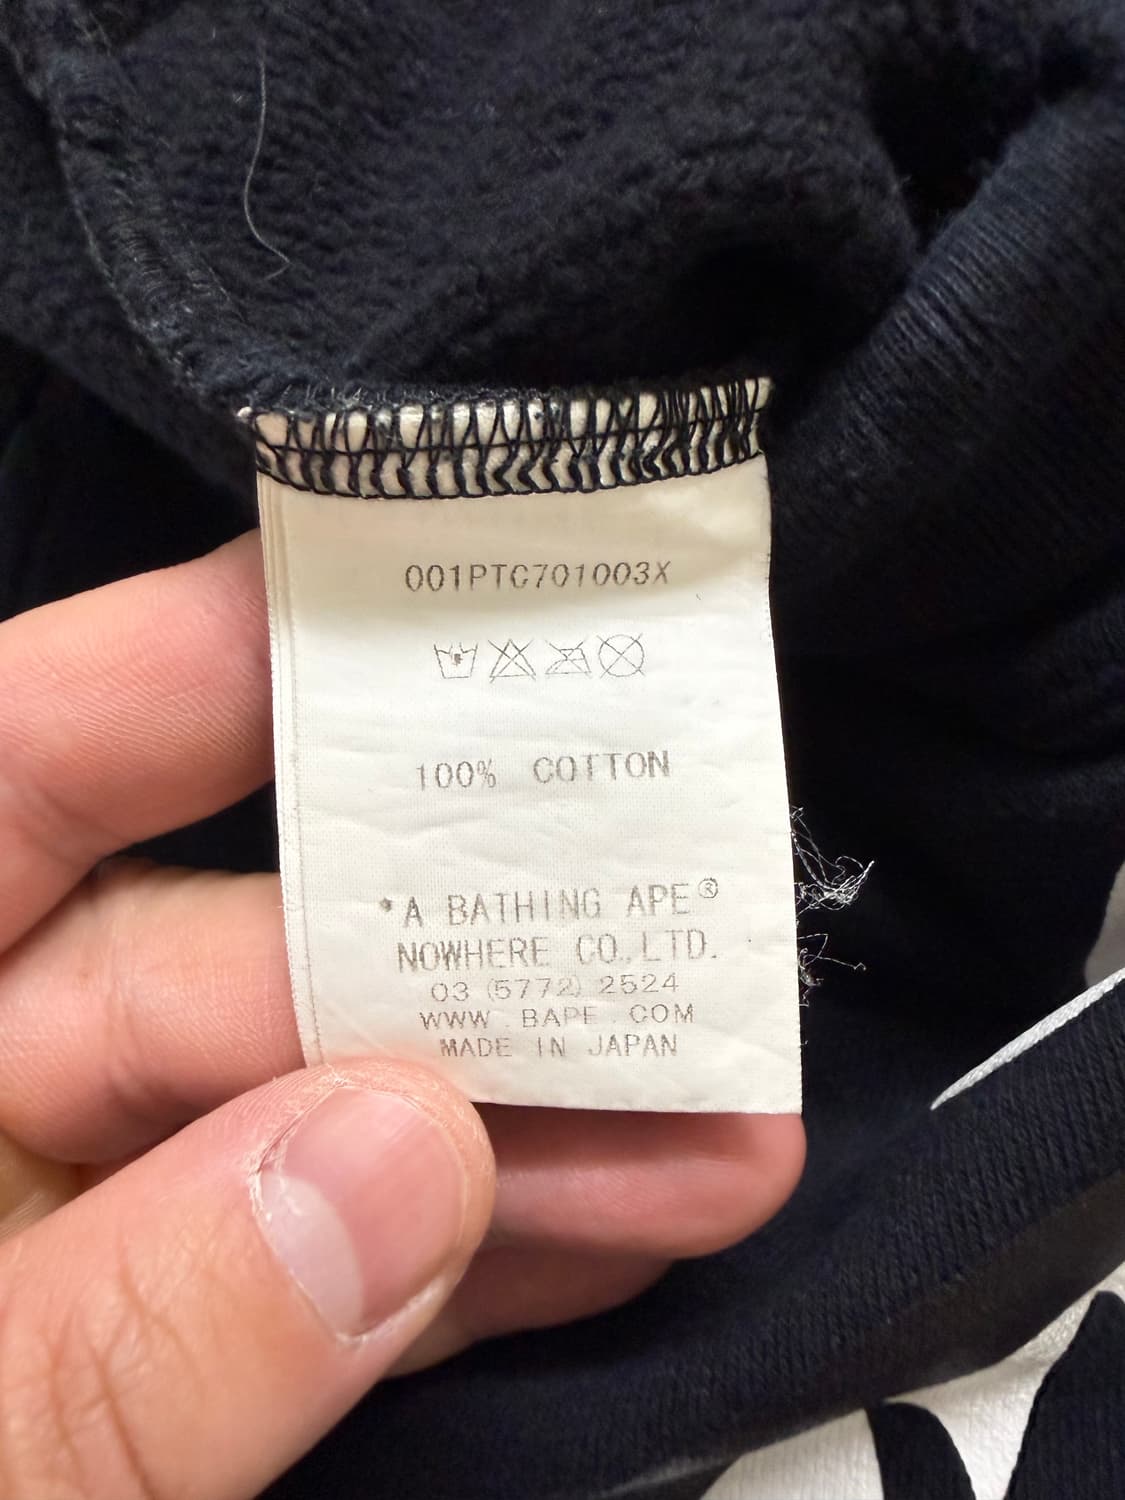 001PTC701003X
100% COTTON
*A BATHING APE®
NOWHERE CO.,LTD.
03 (5772) 2524
WWW . BAPE . COM
MADE IN JAPAN